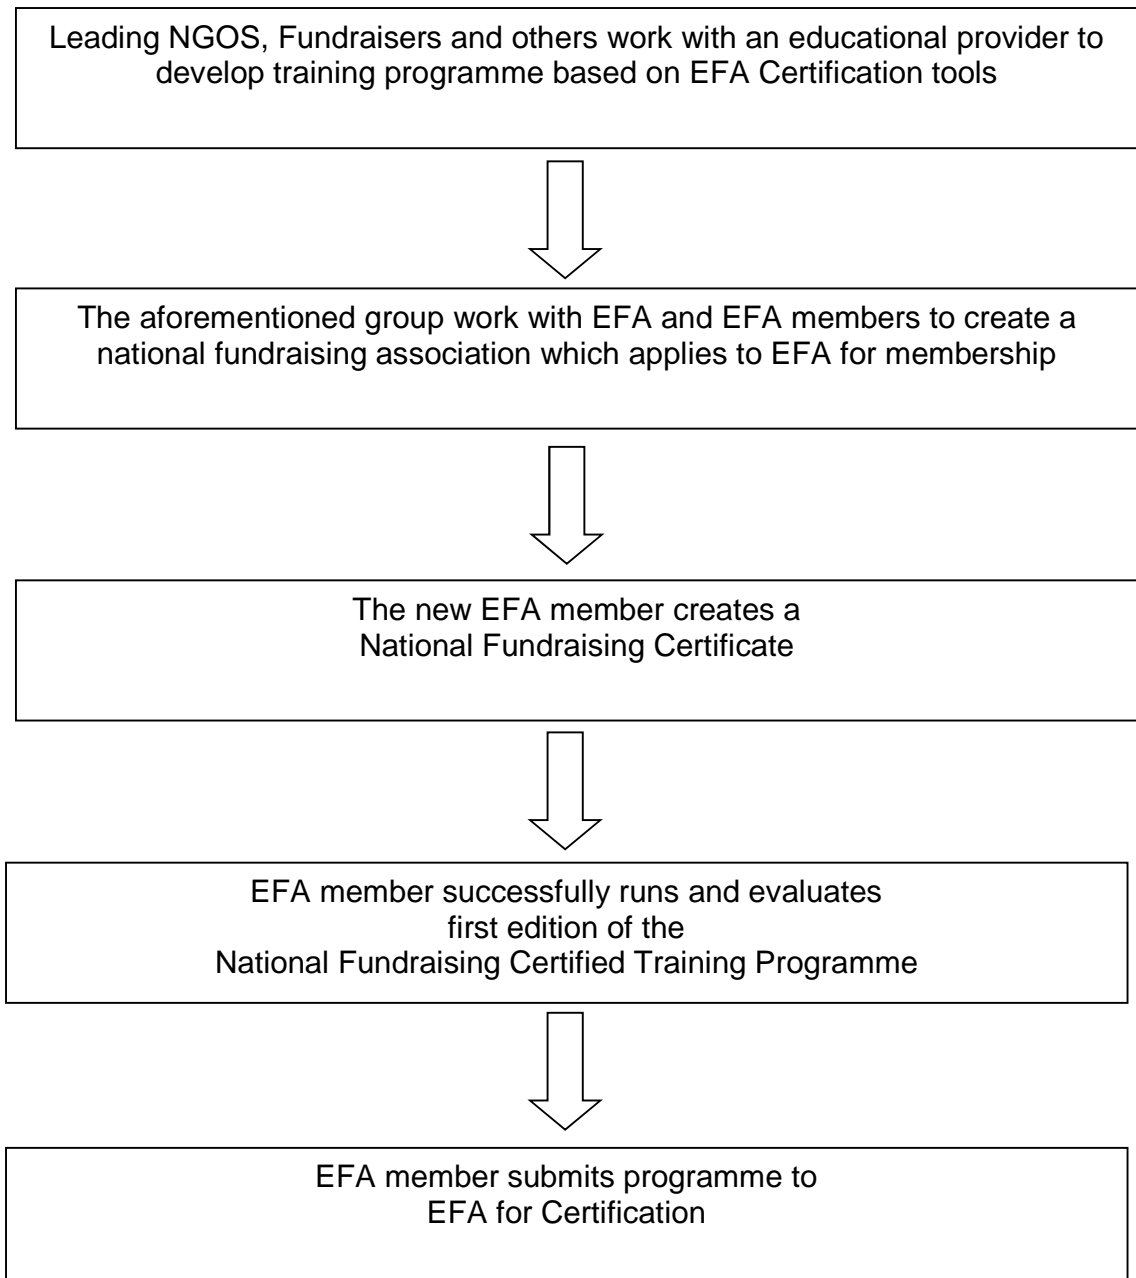 Leading NGOS, Fundraisers and others work with an educational provider to
develop training programme based on EFA Certification tools
The aforementioned group work with EFA and EFA members to create a
national fundraising association which applies to EFA for membership
The new EFA member creates a
National Fundraising Certificate
EFA member successfully runs and evaluates
first edition of the
National Fundraising Certified Training Programme
EFA member submits programme to
EFA for Certification